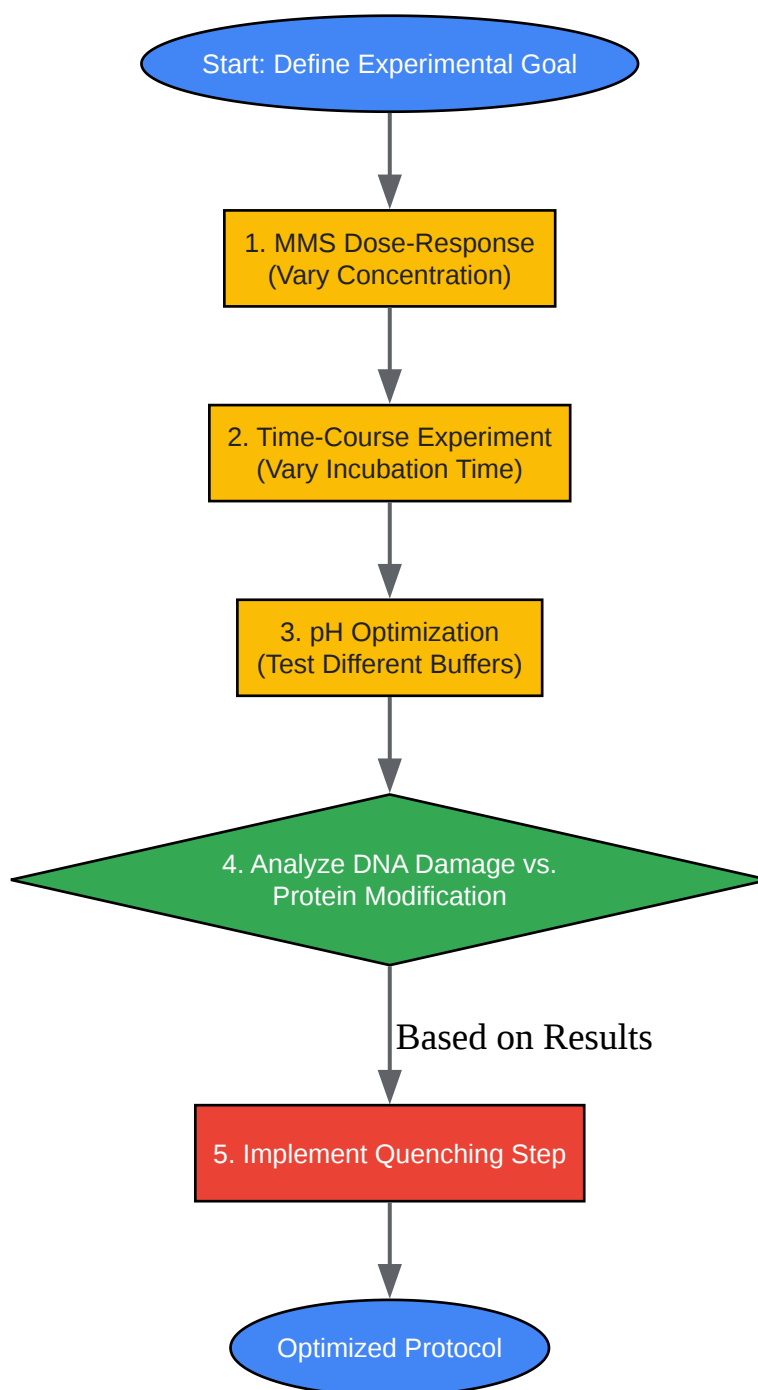 Start: Define Experimental Goal
1. MMS Dose-Response
(Vary Concentration)
2. Time-Course Experiment
(Vary Incubation Time)
3. pH Optimization
(Test Different Buffers)
4. Analyze DNA Damage vs.
Protein Modification
Based on Results
5. Implement Quenching Step
Optimized Protocol